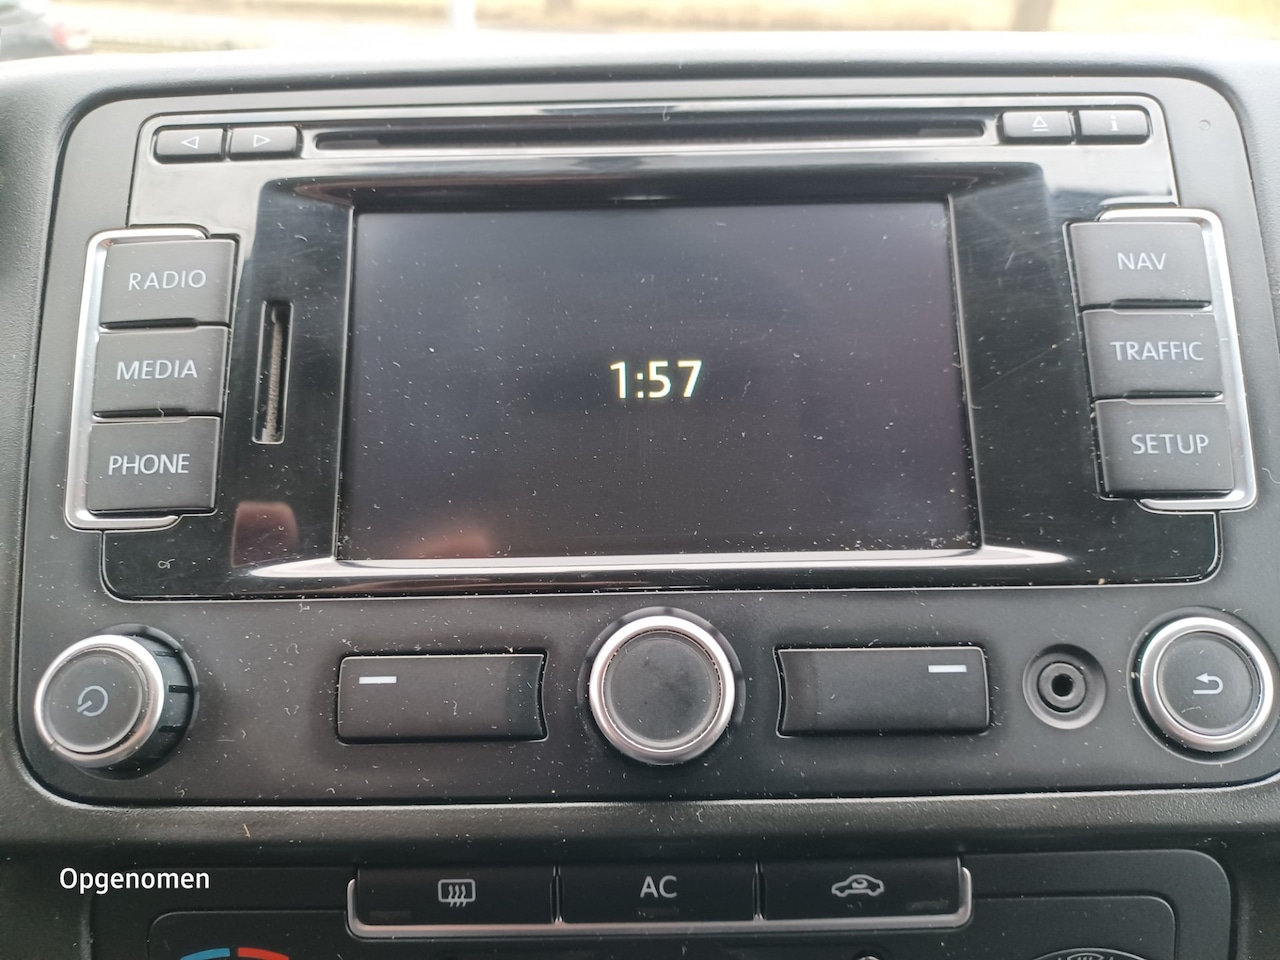 RADIO
MEDIA
PHONE
1:57
i
NAV
TRAFFIC
SETUP
Opgenomen
AC